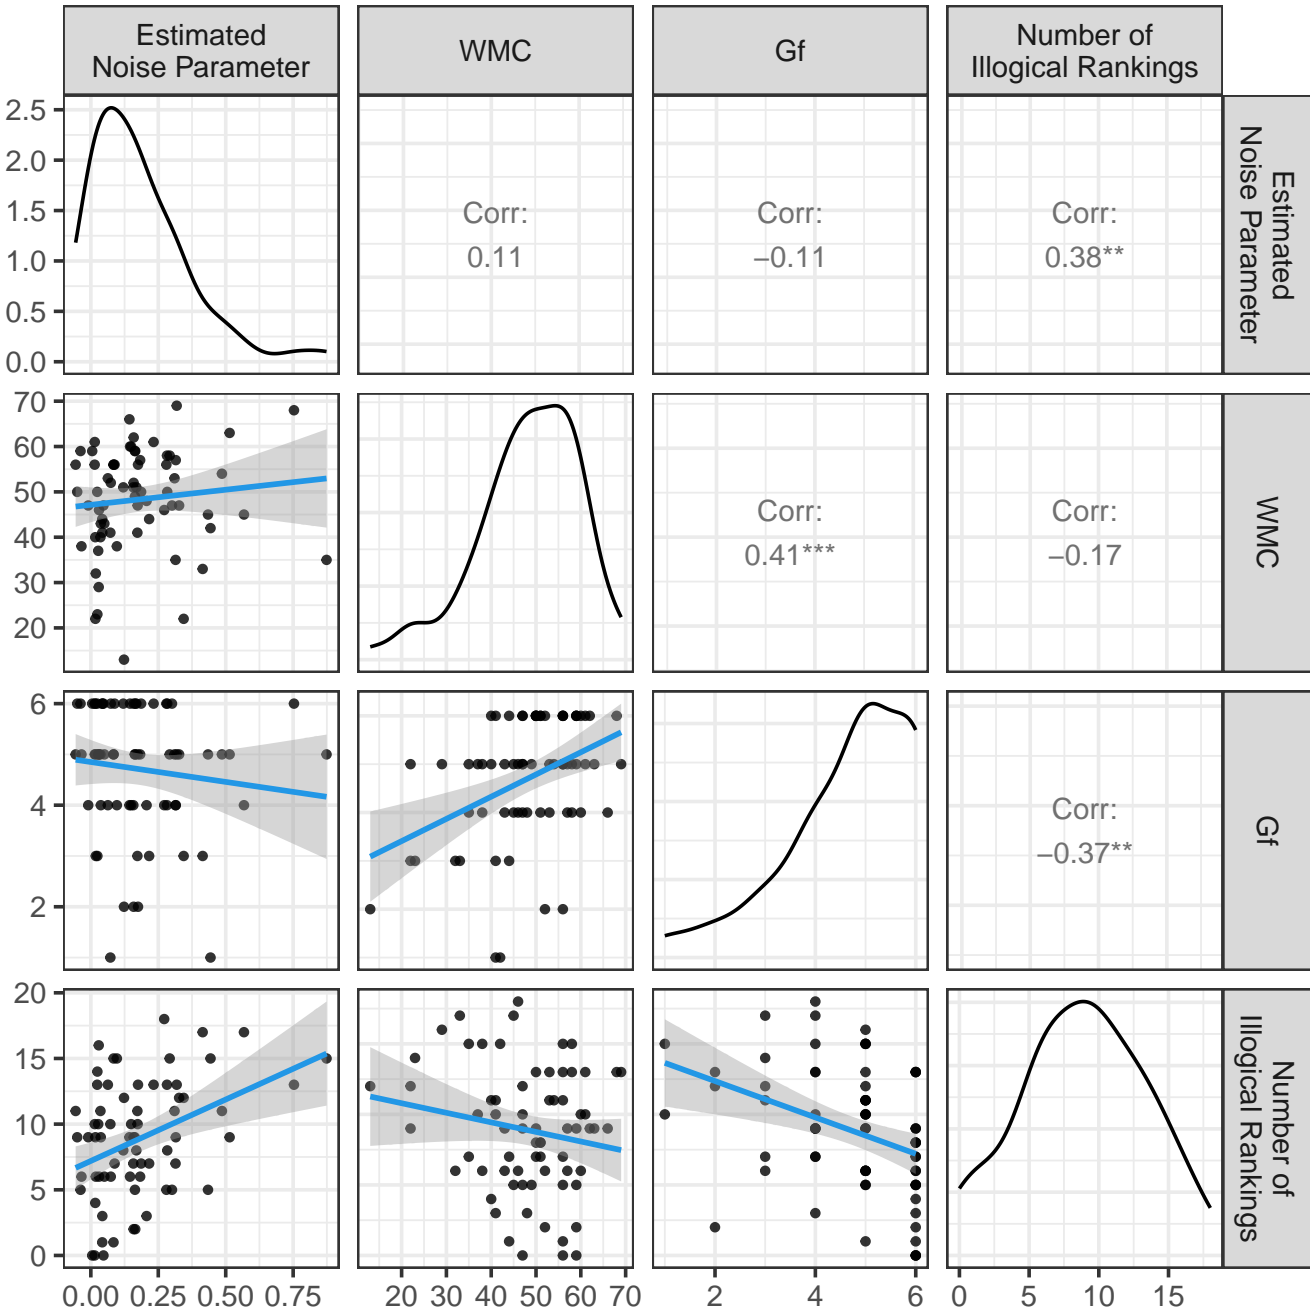 Estimated
Noise Parameter
WMC
Gf
Number of
Illogical Rankings
2.5
2.0
1.5
1.0
0.5
0.0
Corr:
0.11
Corr:
−0.11
Corr:
0.38**
Estimated
Noise Parameter
70
60
50
40
30
20
Corr:
0.41***
Corr:
−0.17
WMC
6
4
2
Corr:
−0.37**
Gf
20
15
10
5
0
Number of
Illogical Rankings
0.00 0.25 0.50 0.75
20 30 40 50 60 70
2 4 6
0 5 10 15